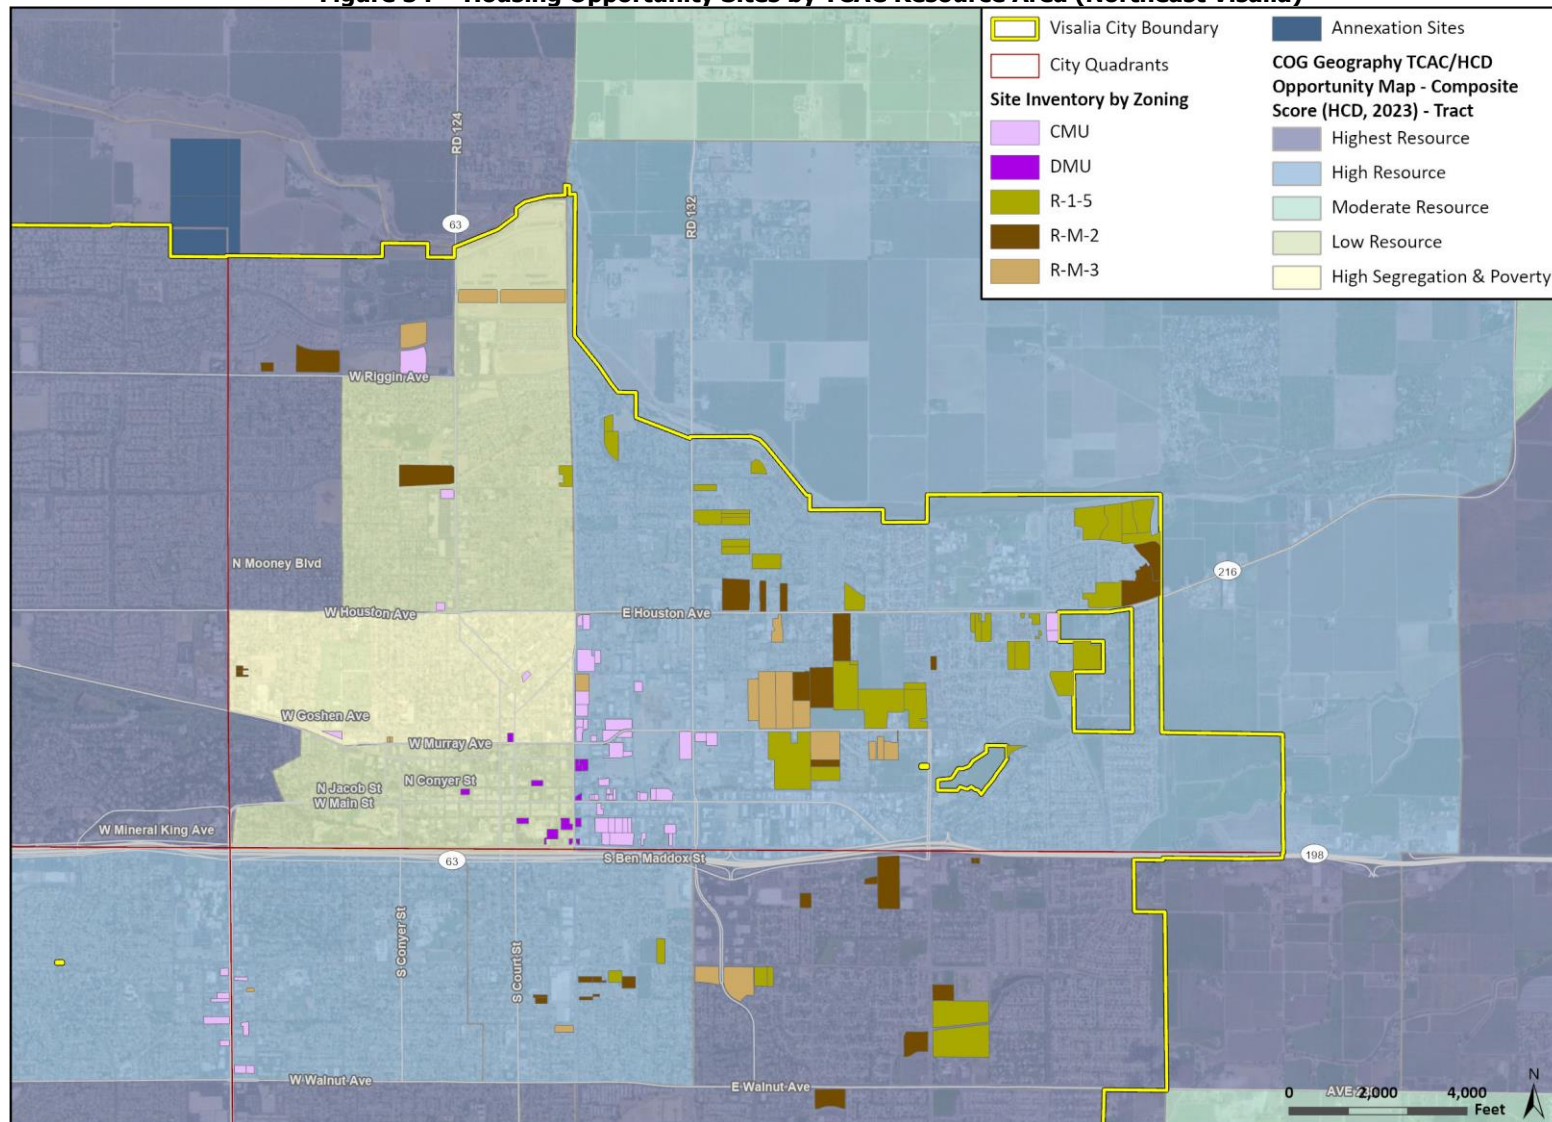 Visalia City Boundary
City Quadrants
Site Inventory by Zoning
CMU
DMU
R-1-5
R-M-2
R-M-3
Annexation Sites
COG Geography TCAC/HCD
Opportunity Map - Composite
Score (HCD, 2023) - Tract
Highest Resource
High Resource
Moderate Resource
Low Resource
High Segregation & Poverty
RD 124
63
RD 132
W Riggin Ave
N Mooney Blvd
216
W Houston Ave
E Houston Ave
W Goshen Ave
W Murray Ave
N Jacob St
N Conyer St
W Main St
W Mineral King Ave
63
S Ben Maddox St
198
S Conyer St
S Court St
W Walnut Ave
E Walnut Ave
N
0 2,000 4,000
Feet